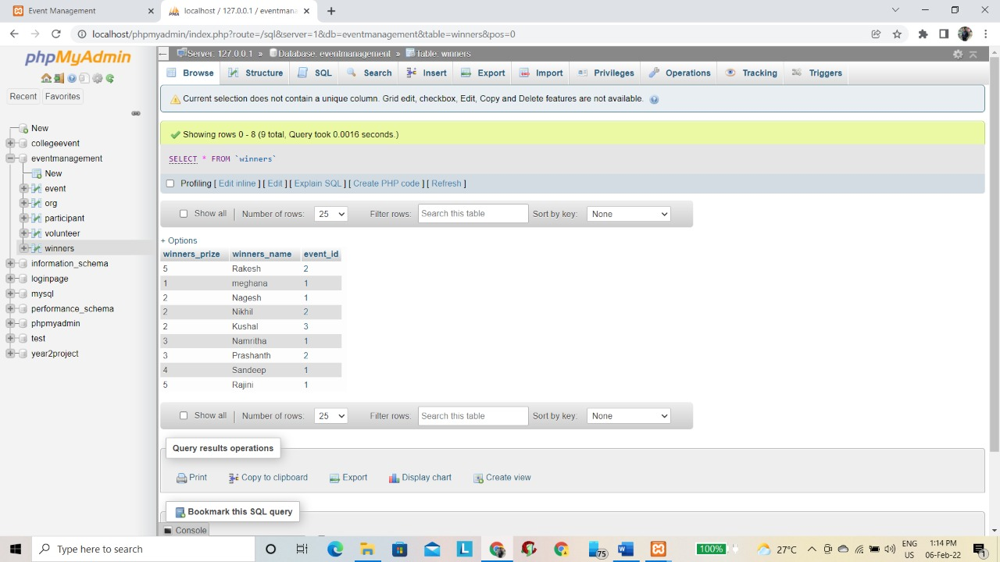 Event Management
localhost / 127.0.0.1 / eventmana
localhost/phpmyadmin/index.php?route=/sql&server=1&db=eventmanagement&table=winners&pos=0
phpMyAdmin
Recent Favorites
New
collegeevent
eventmanagement
New
event
org
participant
volunteer
winners
information_schema
loginpage
mysql
performance_schema
phpmyadmin
test
year2project
Server: 127.0.0.1 » Database: eventmanagement » Table: winners
Browse Structure SQL Search Insert Export Import Privileges Operations Tracking Triggers
Current selection does not contain a unique column. Grid edit, checkbox, Edit, Copy and Delete features are not available.
Showing rows 0 - 8 (9 total, Query took 0.0016 seconds.)
SELECT * FROM `winners`
Profiling [ Edit inline ] [ Edit ] [ Explain SQL ] [ Create PHP code ] [ Refresh ]
Show all | Number of rows: 25 Filter rows: Search this table Sort by key: None
+ Options
winners_prize winners_name event_id
5 Rakesh 2
1 meghana 1
2 Nagesh 1
2 Nikhil 2
2 Kushal 3
3 Namritha 1
3 Prashanth 2
4 Sandeep 1
5 Rajini 1
Show all | Number of rows: 25 Filter rows: Search this table Sort by key: None
Query results operations
Print Copy to clipboard Export Display chart Create view
Bookmark this SQL query
Console
Type here to search
75
100%
27°C
ENG
US
1:14 PM
06-Feb-22
1